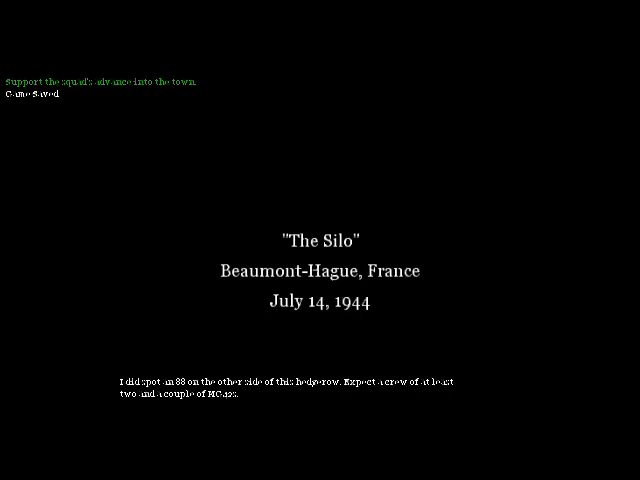 Support the squad's advance into the town.
Game Saved
"The Silo"
Beaumont-Hague, France
July 14, 1944
I did spot an 88 on the other side of this hedgerow. Expect a crew of at least
two and a couple of MG42s.